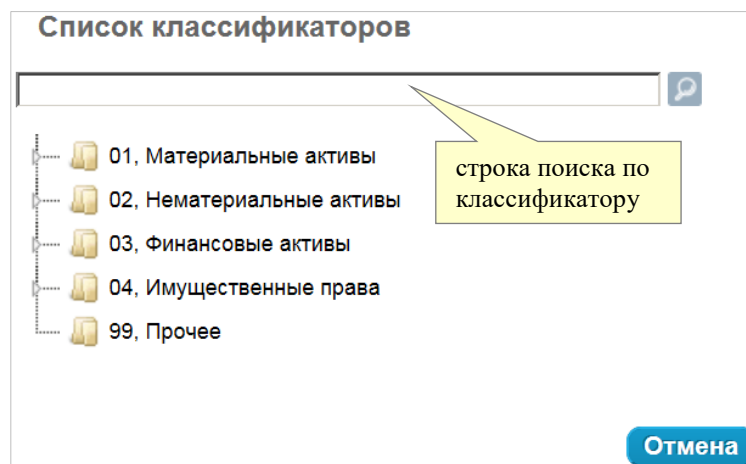 Список классификаторов
строка поиска по
классификатору
01, Материальные активы
02, Нематериальные активы
03, Финансовые активы
04, Имущественные права
99, Прочее
Отмена